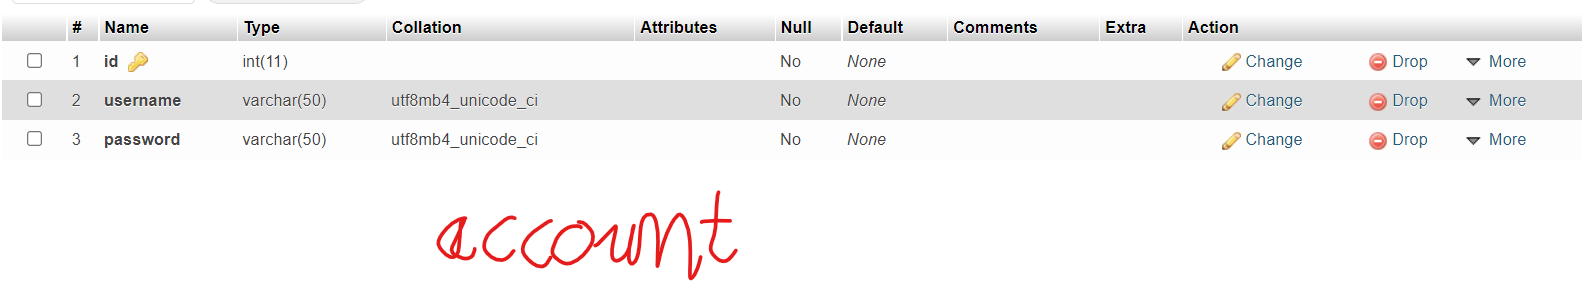 # Name Type Collation Attributes Null Default Comments Extra Action
1 id int(11) No None Change Drop More
2 username varchar(50) utf8mb4_unicode_ci No None Change Drop More
3 password varchar(50) utf8mb4_unicode_ci No None Change Drop More
account